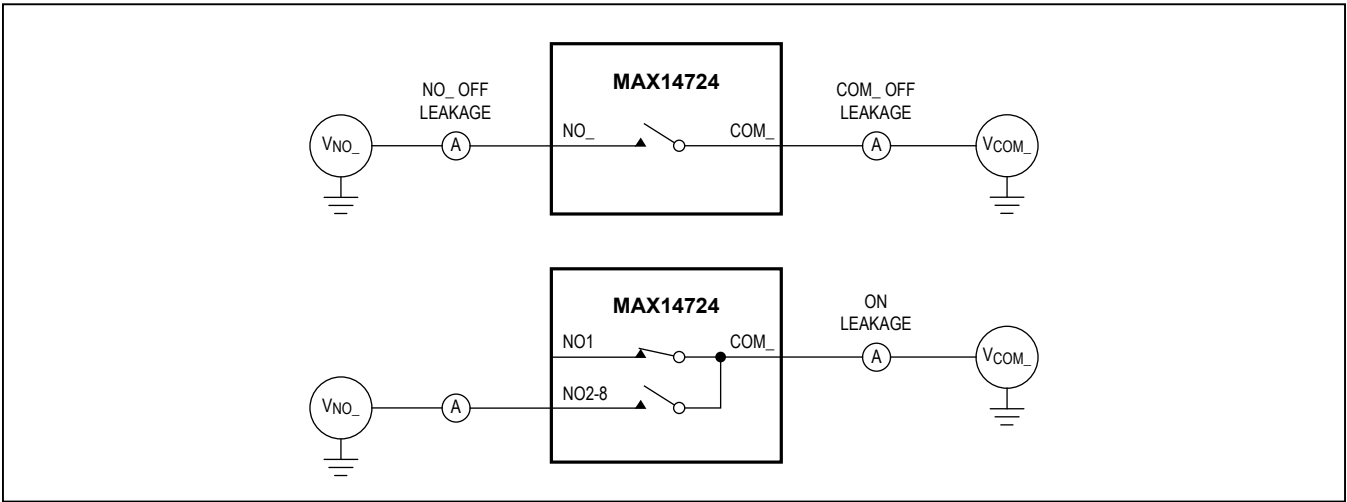 MAX14724
NO_ OFF
LEAKAGE
COM_ OFF
LEAKAGE
VNO_
A
NO_
COM_
A
VCOM_
MAX14724
ON
LEAKAGE
NO1
COM_
A
VCOM_
VNO_
A
NO2-8